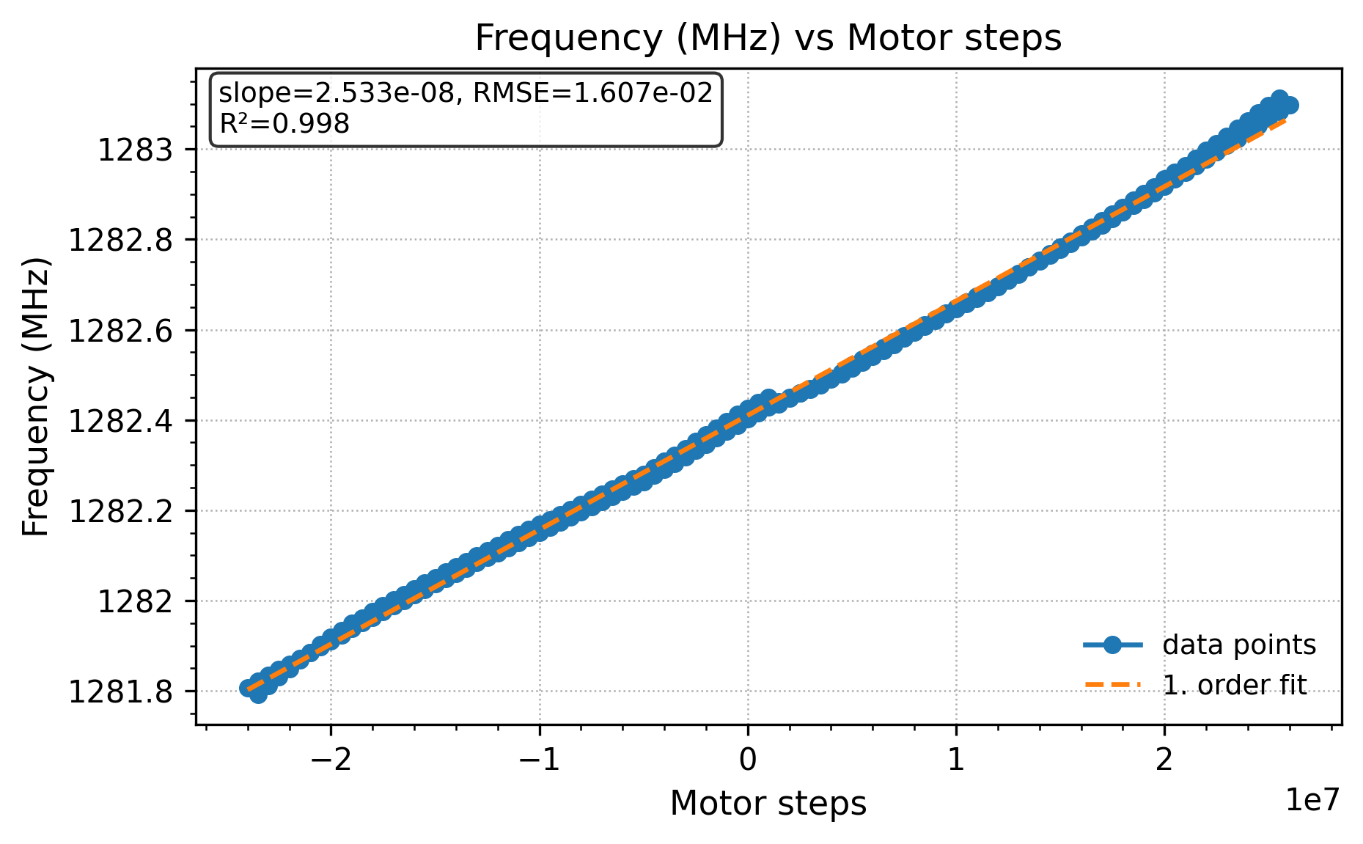 Frequency (MHz) vs Motor steps
slope=2.533e-08, RMSE=1.607e-02
R²=0.998
Frequency (MHz)
1283
1282.8
1282.6
1282.4
1282.2
1282
1281.8
data points
1. order fit
−2
−1
0
1
2
1e7
Motor steps